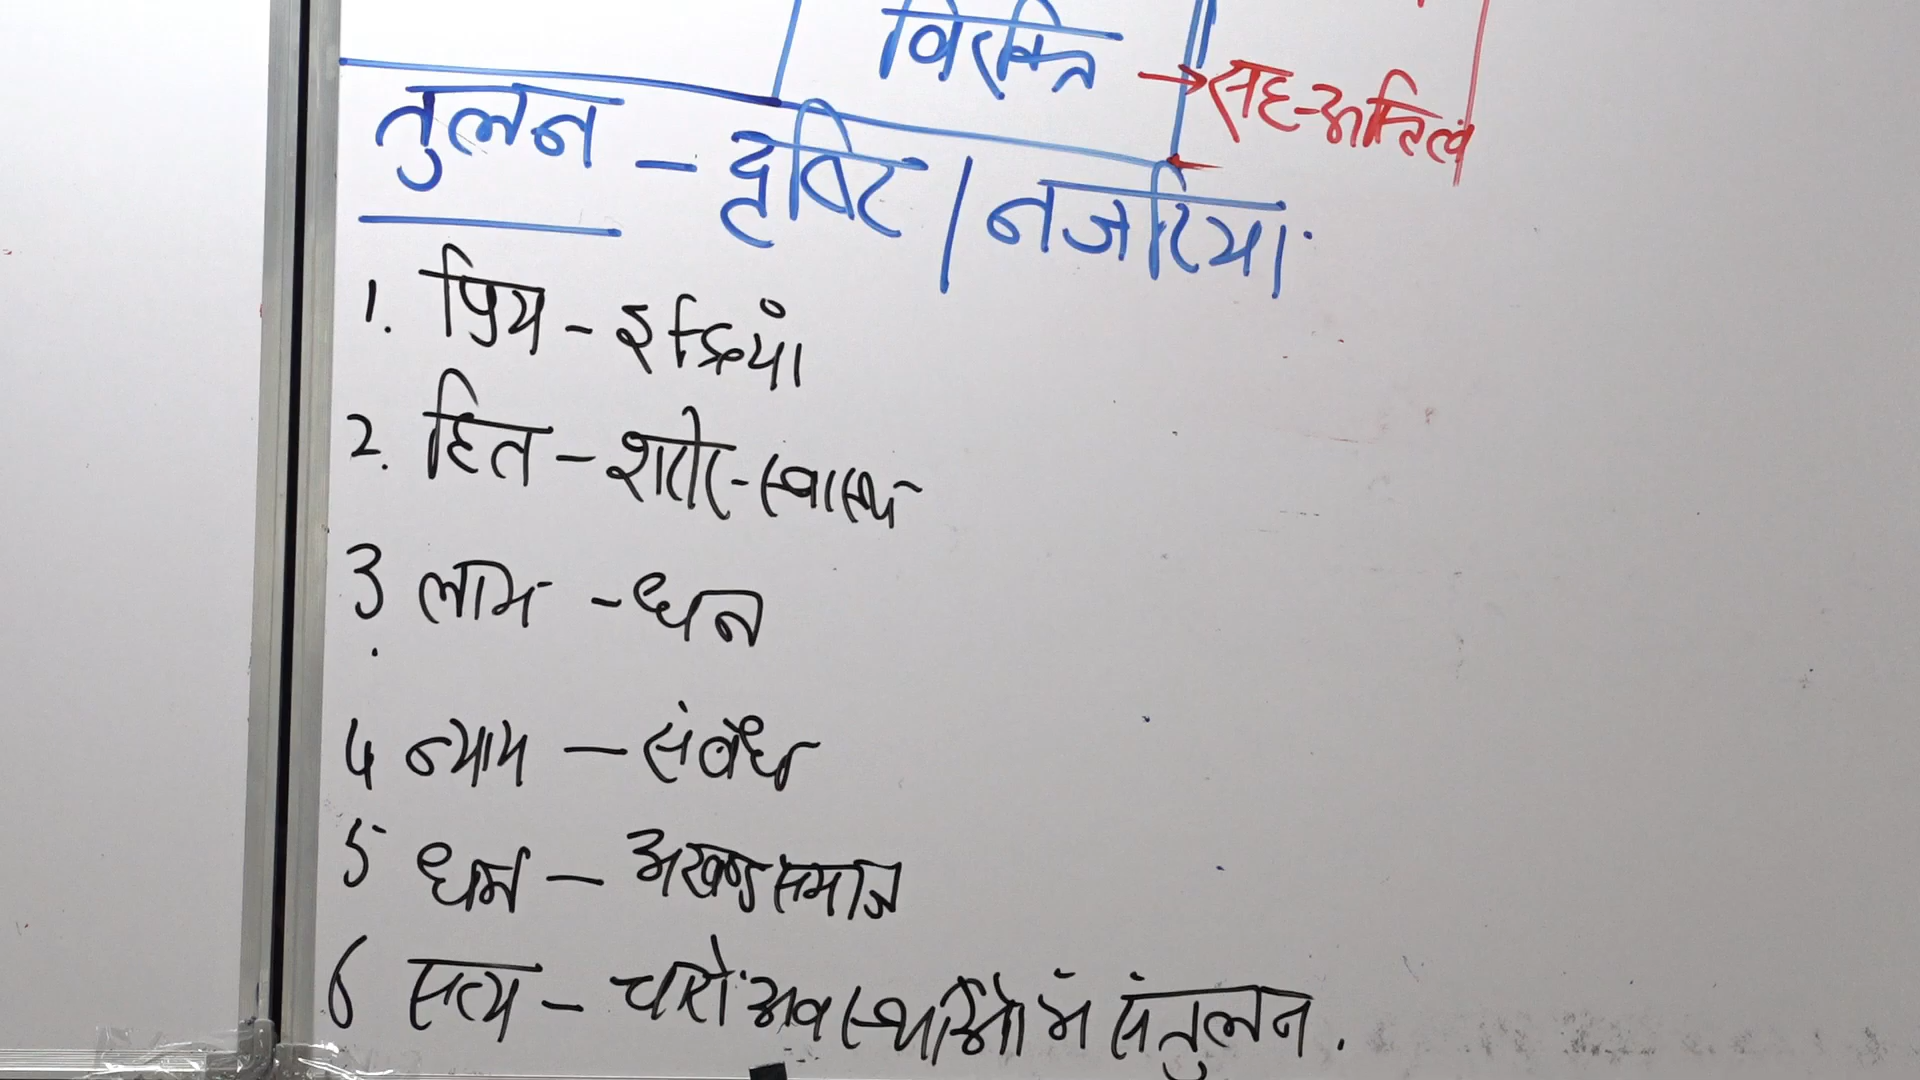 विरक्ति → सह-अस्तित्व
तुलन - दृष्टि / नजरिया
1. प्रिय - इन्द्रियां
2. हित - शरीर-स्वास्थ्य
3. लाभ - धन
4 न्याय - संबंध
5 धर्म - अखण्ड समाज
6 सत्य - चारों अवस्थाओं में संतुलन.